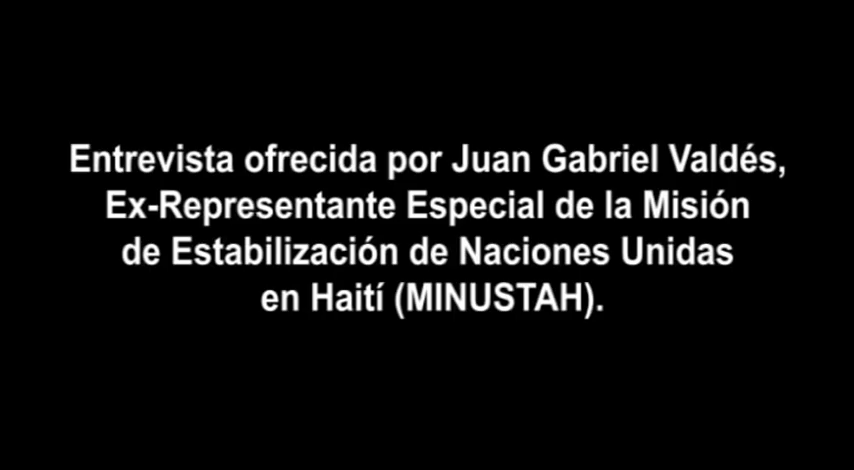 Entrevista ofrecida por Juan Gabriel Valdés,
Ex-Representante Especial de la Misión
de Estabilización de Naciones Unidas
en Haití (MINUSTAH).